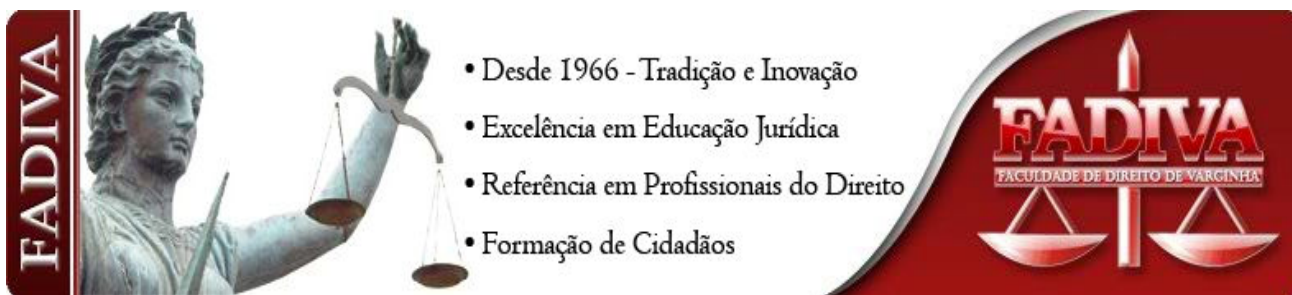 FADIVA
• Desde 1966 - Tradição e Inovação
• Excelência em Educação Jurídica
• Referência em Profissionais do Direito
• Formação de Cidadãos
FADIVA
FACULDADE DE DIREITO DE VARGINHA